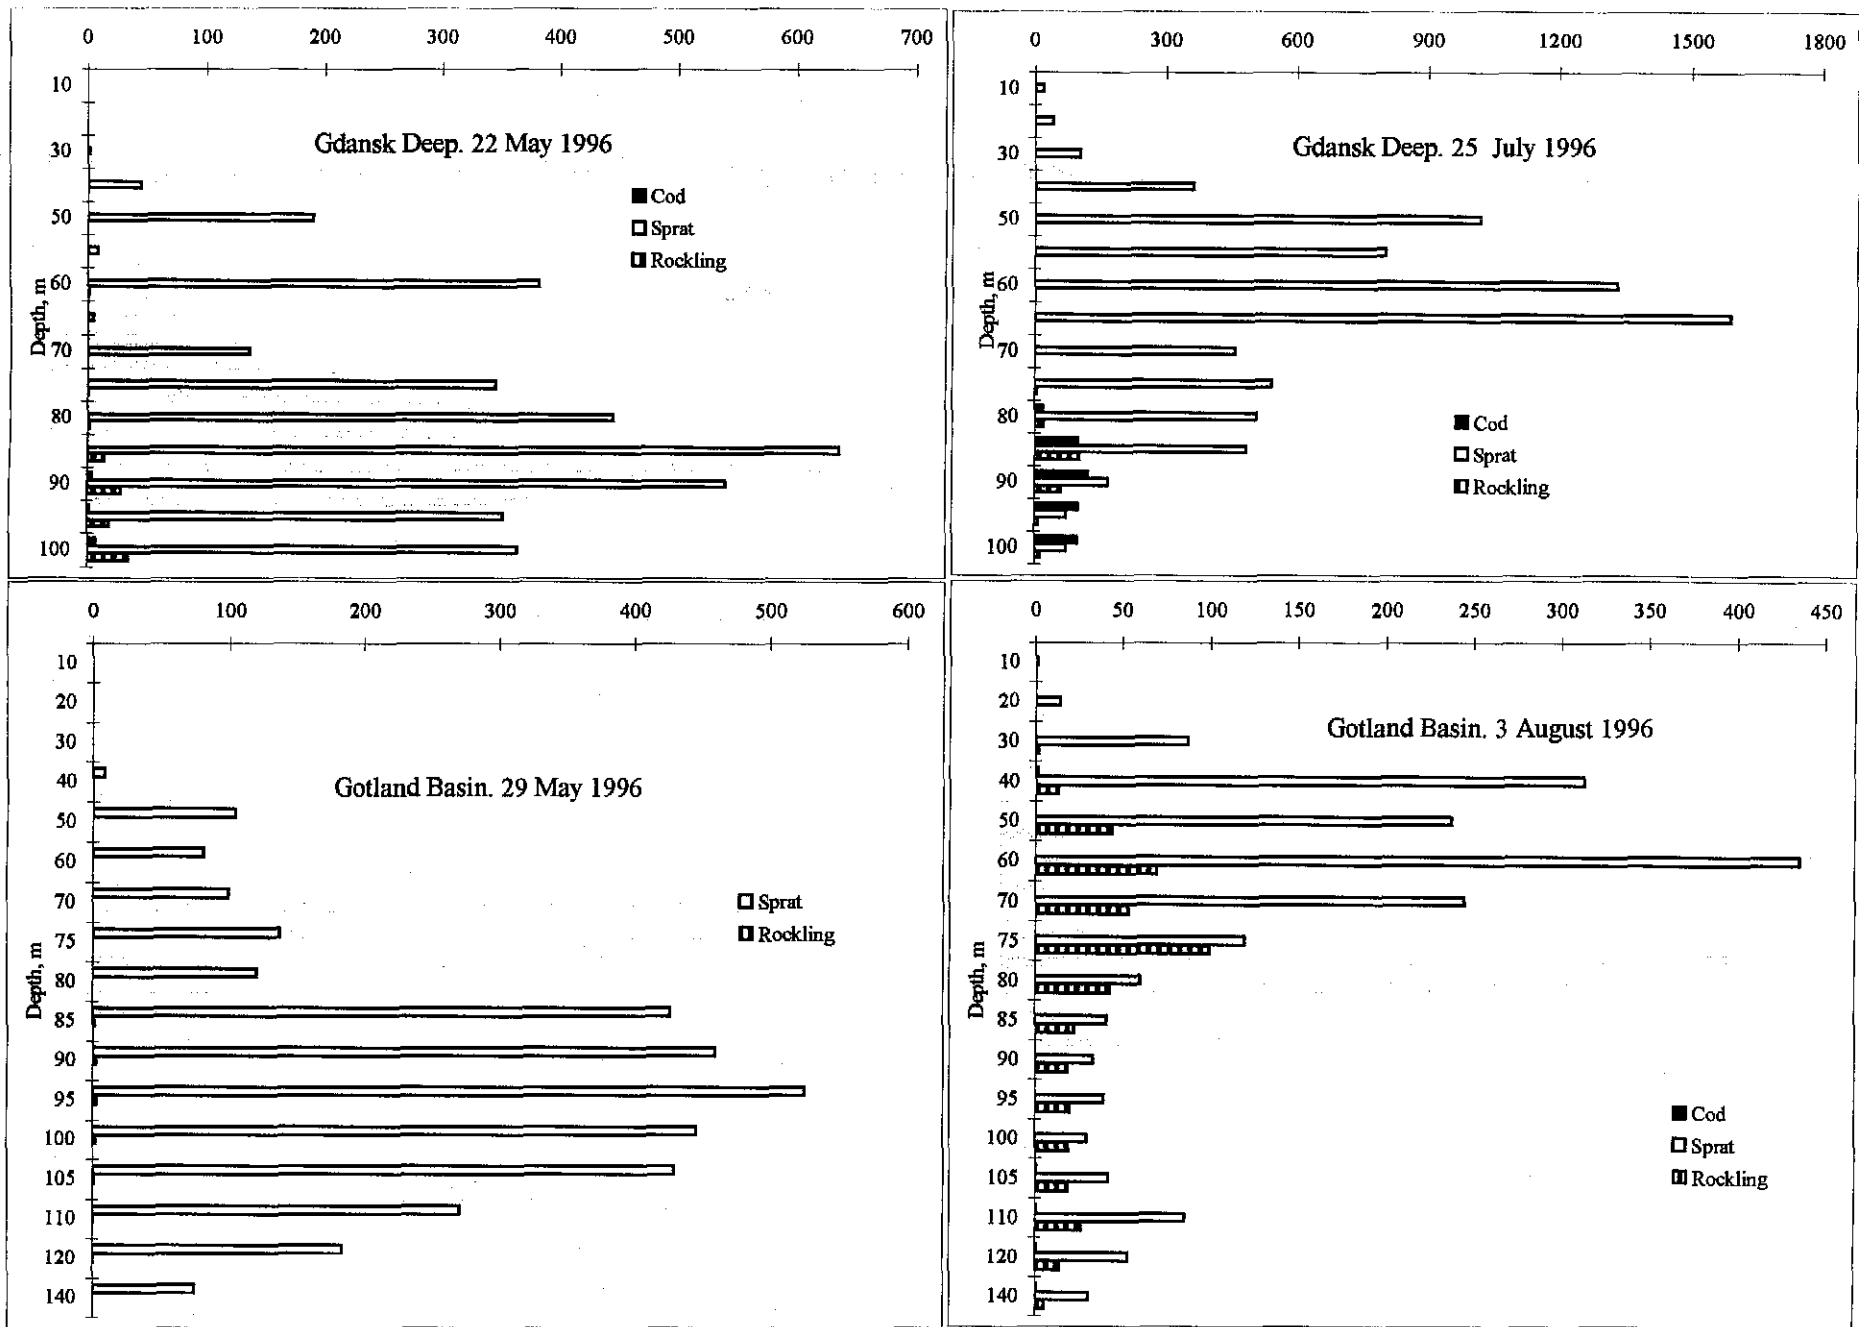 0 100 200 300 400 500 600 700
10
30
50
60
70
80
90
100
Depth, m
Gdansk Deep. 22 May 1996
Cod
Sprat
Rockling
0 300 600 900 1200 1500 1800
10
30
50
60
70
80
90
100
Depth, m
Gdansk Deep. 25 July 1996
Cod
Sprat
Rockling
0 100 200 300 400 500 600
10
20
30
40
50
60
70
75
80
85
90
95
100
105
110
120
140
Depth, m
Gotland Basin. 29 May 1996
Sprat
Rockling
0 50 100 150 200 250 300 350 400 450
10
20
30
40
50
60
70
75
80
85
90
95
100
105
110
120
140
Depth, m
Gotland Basin. 3 August 1996
Cod
Sprat
Rockling